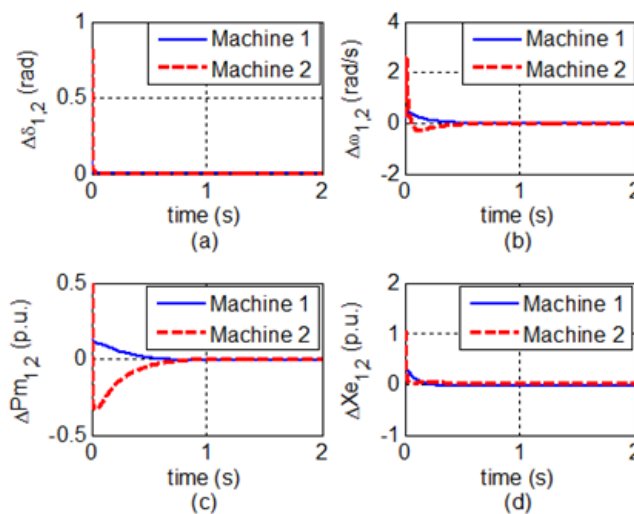 1
0.5
0
Δδ1,2 (rad)
Machine 1
Machine 2
0 1 2
time (s)
(a)
4
2
0
-2
Δω1,2 (rad/s)
Machine 1
Machine 2
0 1 2
time (s)
(b)
0.5
0
-0.5
ΔPm1,2 (p.u.)
Machine 1
Machine 2
0 1 2
time (s)
(c)
2
1
0
-1
ΔXe1,2 (p.u.)
Machine 1
Machine 2
0 1 2
time (s)
(d)